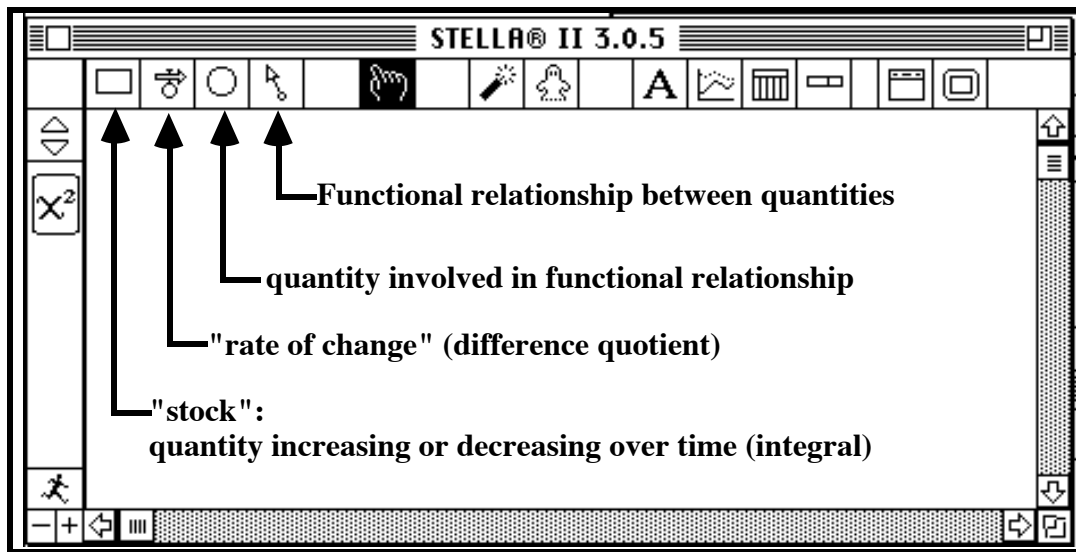 STELLA® II 3.0.5
A
X²
Functional relationship between quantities
quantity involved in functional relationship
"rate of change" (difference quotient)
"stock":
quantity increasing or decreasing over time (integral)
− +